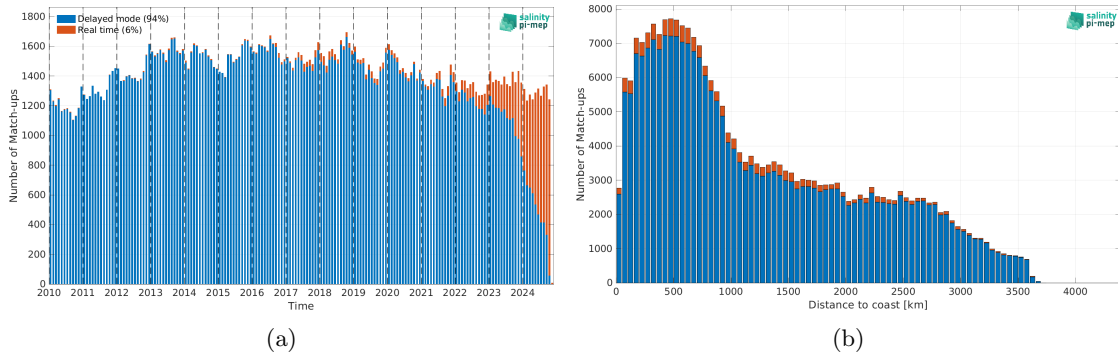 Delayed mode (94%)
Real time (6%)
salinity
pi-mep
1800
1600
1400
1200
1000
800
600
400
200
0
Number of Match-ups
2010 2011 2012 2013 2014 2015 2016 2017 2018 2019 2020 2021 2022 2023 2024
Time
(a)
salinity
pi-mep
8000
7000
6000
5000
4000
3000
2000
1000
0
Number of Match-ups
0 500 1000 1500 2000 2500 3000 3500 4000
Distance to coast [km]
(b)